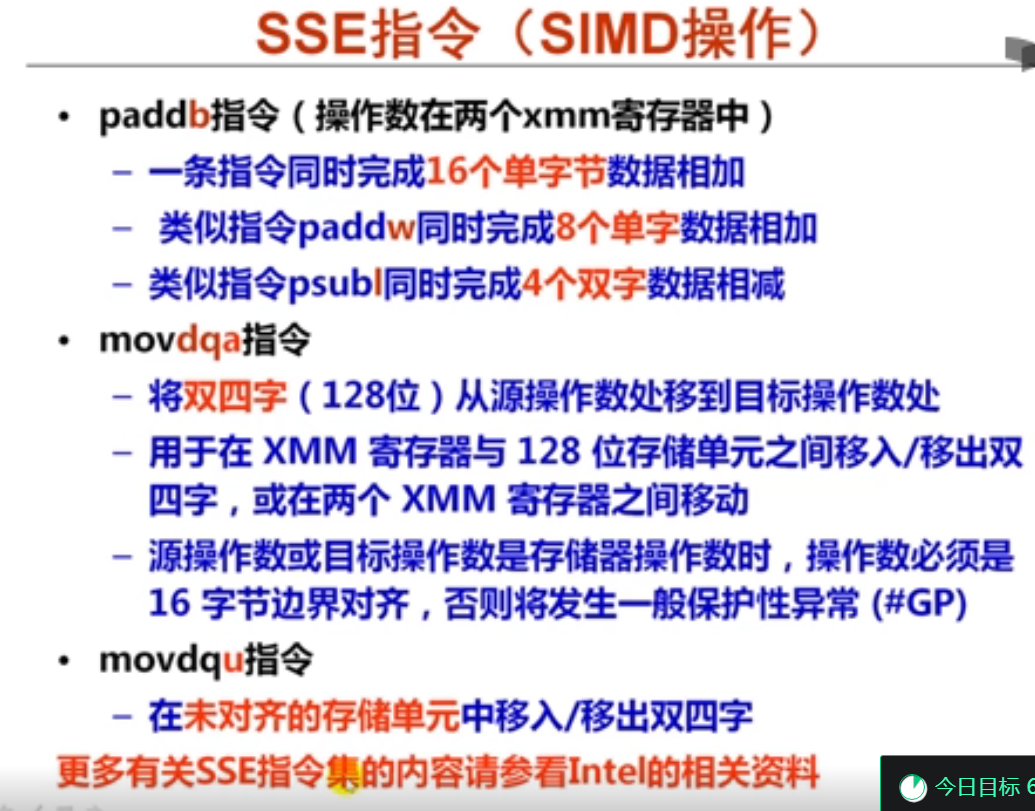 SSE指令（SIMD操作）
• paddb指令（操作数在两个xmm寄存器中）
– 一条指令同时完成16个单字节数据相加
– 类似指令paddw同时完成8个单字数据相加
– 类似指令psubl同时完成4个双字数据相减
• movdqa指令
– 将双四字（128位）从源操作数处移到目标操作数处
– 用于在 XMM 寄存器与 128 位存储单元之间移入/移出双
四字，或在两个 XMM 寄存器之间移动
– 源操作数或目标操作数是存储器操作数时，操作数必须是
16 字节边界对齐，否则将发生一般保护性异常 (#GP)
• movdqu指令
– 在未对齐的存储单元中移入/移出双四字
更多有关SSE指令集的内容请参看Intel的相关资料
今日目标